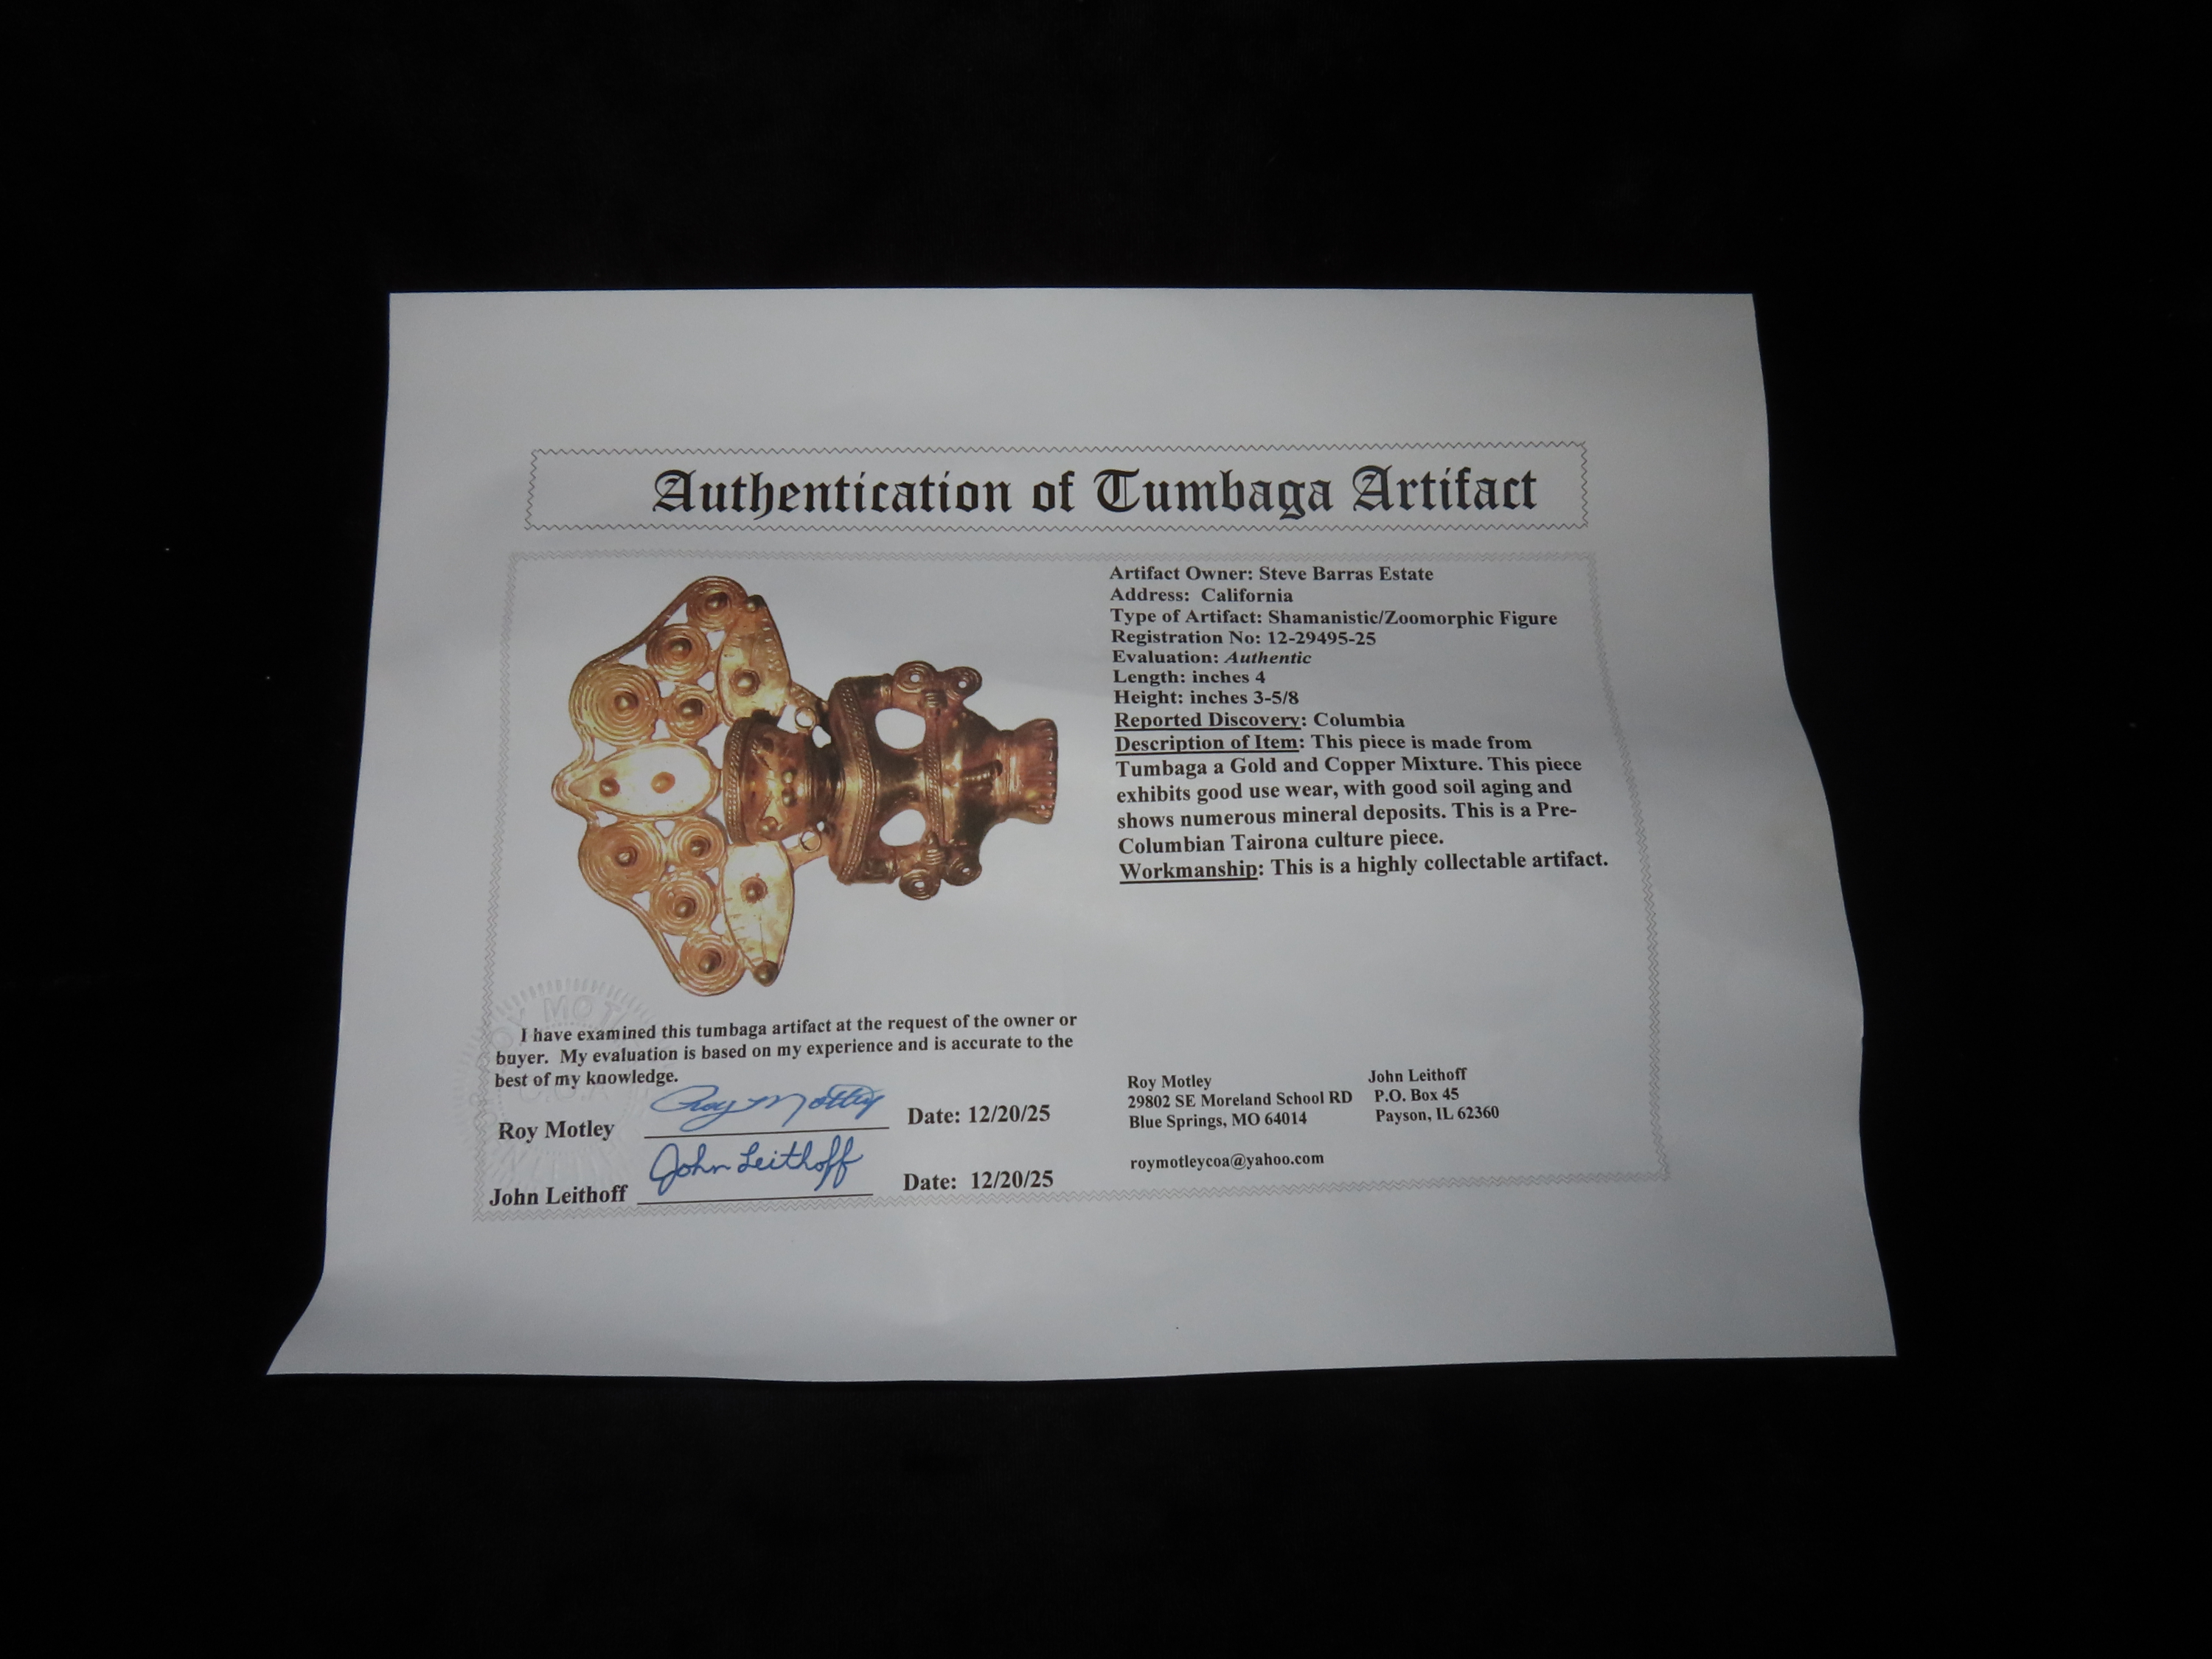 Authentication of Tumbaga Artifact
Artifact Owner: Steve Barras Estate
Address: California
Type of Artifact: Shamanistic/Zoomorphic Figure
Registration No: 12-29495-25
Evaluation: Authentic
Length: inches 4
Height: inches 3-5/8
Reported Discovery: Columbia
Description of Item: This piece is made from
Tumbaga a Gold and Copper Mixture. This piece
exhibits good use wear, with good soil aging and
shows numerous mineral deposits. This is a Pre-
Columbian Tairona culture piece.
Workmanship: This is a highly collectable artifact.
I have examined this tumbaga artifact at the request of the owner or
buyer. My evaluation is based on my experience and is accurate to the
best of my knowledge.
Roy Motley Roy Motley Date: 12/20/25
John Leithoff John Leithoff Date: 12/20/25
Roy Motley
29802 SE Moreland School RD
Blue Springs, MO 64014
roymotleycoa@yahoo.com
John Leithoff
P.O. Box 45
Payson, IL 62360